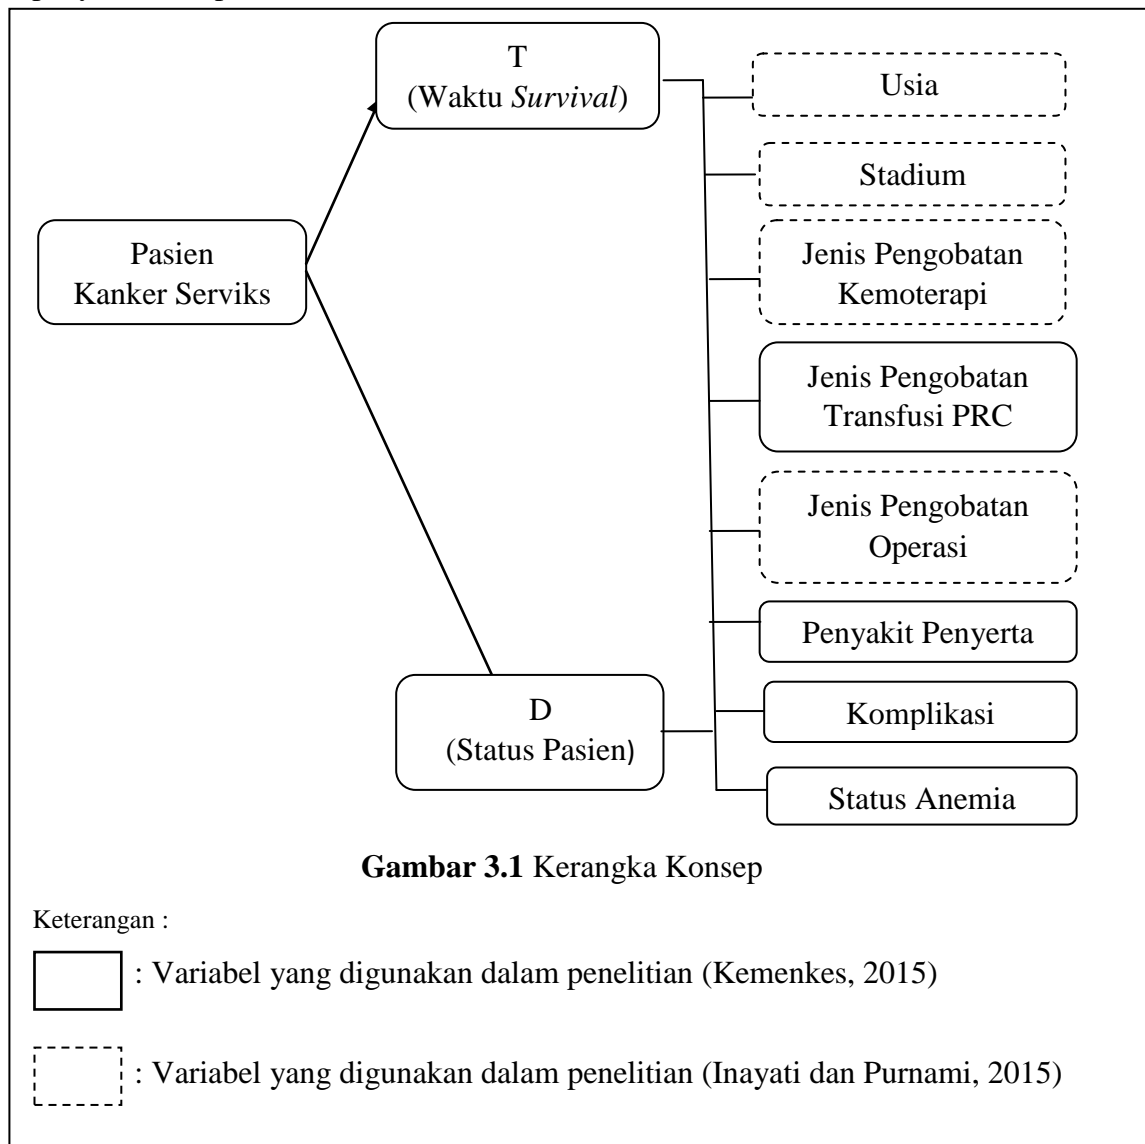 T
(Waktu Survival)
Usia
Stadium
Pasien
Kanker Serviks
Jenis Pengobatan
Kemoterapi
Jenis Pengobatan
Transfusi PRC
Jenis Pengobatan
Operasi
Penyakit Penyerta
D
(Status Pasien)
Komplikasi
Status Anemia
Gambar 3.1 Kerangka Konsep
Keterangan :
: Variabel yang digunakan dalam penelitian (Kemenkes, 2015)
: Variabel yang digunakan dalam penelitian (Inayati dan Purnami, 2015)